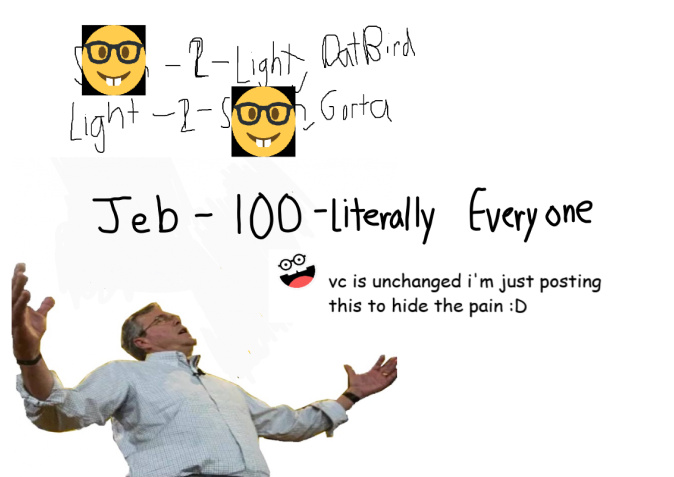 - 2 - Light, DatBird
Light - 2 - , Gorta
Jeb - 100 - literally Everyone
vc is unchanged i'm just posting
this to hide the pain :D